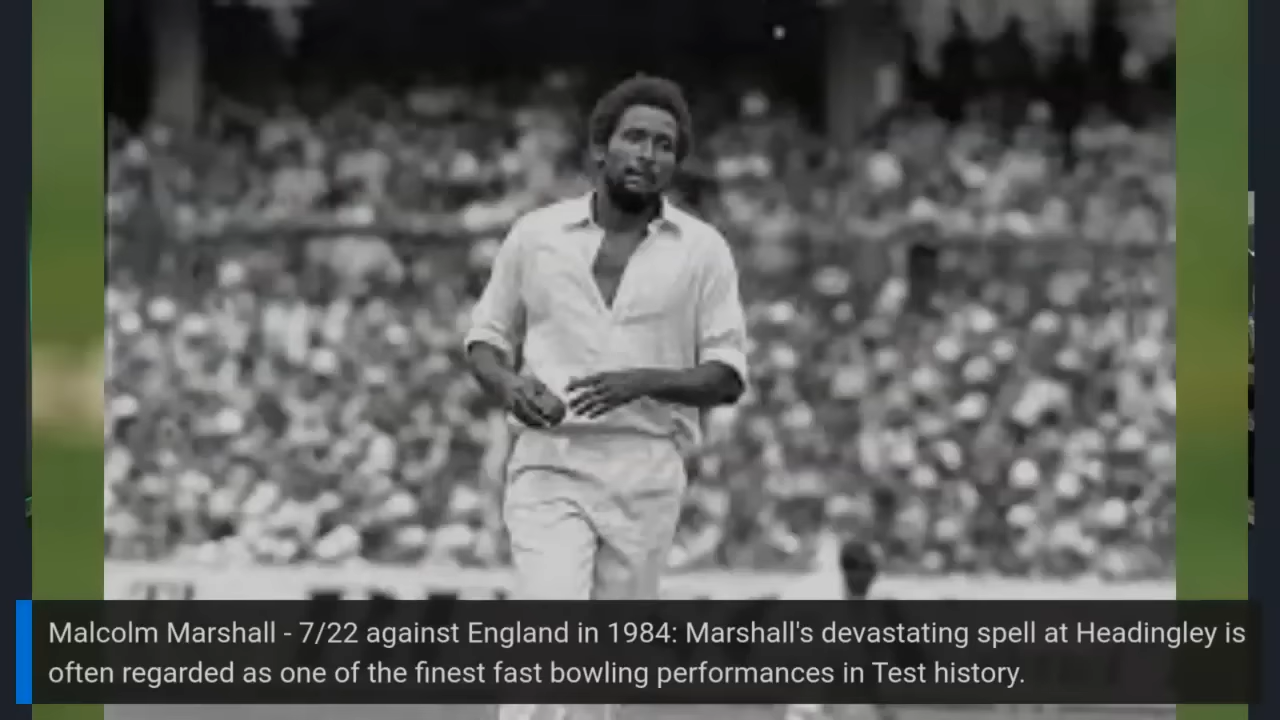 Malcolm Marshall - 7/22 against England in 1984: Marshall's devastating spell at Headingley is
often regarded as one of the finest fast bowling performances in Test history.